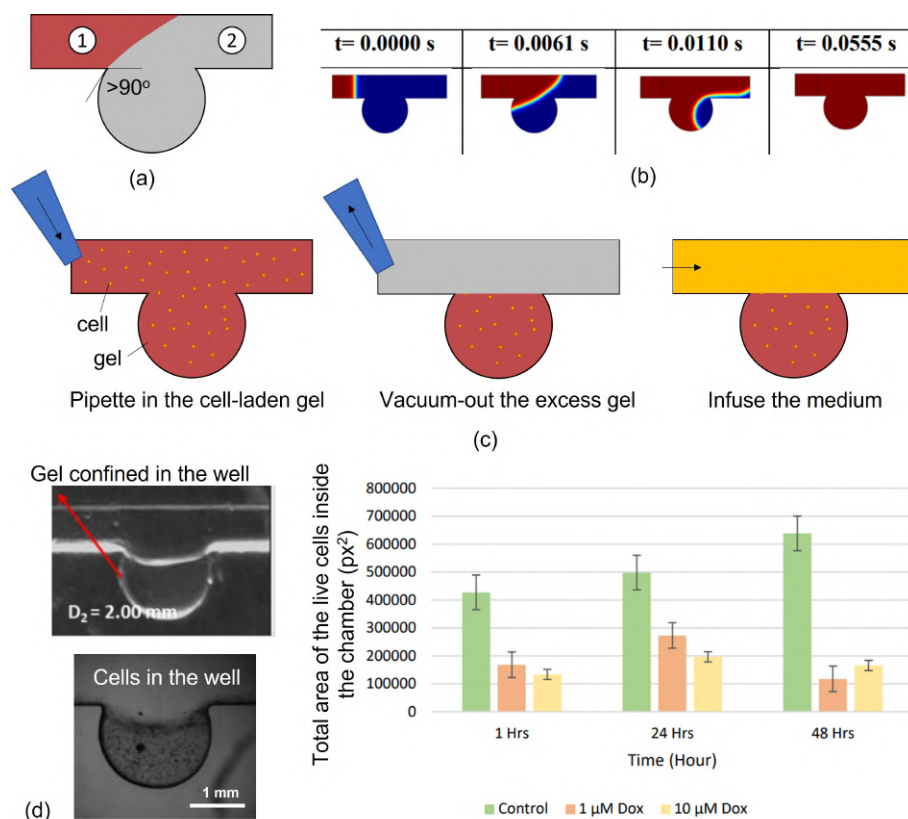 1
2
>90°
(a)
t= 0.0000 s
t= 0.0061 s
t= 0.0110 s
t= 0.0555 s
(b)
cell
gel
Pipette in the cell-laden gel
Vacuum-out the excess gel
Infuse the medium
(c)
Gel confined in the well
D₂ = 2.00 mm
Cells in the well
1 mm
(d)
Total area of the live cells inside
the chamber (px²)
800000
700000
600000
500000
400000
300000
200000
100000
0
1 Hrs
24 Hrs
48 Hrs
Time (Hour)
Control
1 µM Dox
10 µM Dox